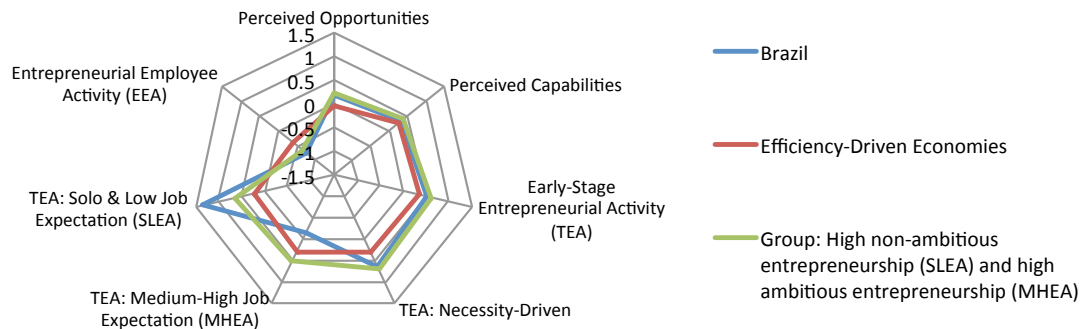 Perceived Opportunities
1.5
1
0.5
0
-0.5
-1
-1.5
Perceived Capabilities
Early-Stage
Entrepreneurial Activity
(TEA)
TEA: Necessity-Driven
TEA: Medium-High Job
Expectation (MHEA)
TEA: Solo & Low Job
Expectation (SLEA)
Entrepreneurial Employee
Activity (EEA)
Brazil
Efficiency-Driven Economies
Group: High non-ambitious
entrepreneurship (SLEA) and high
ambitious entrepreneurship (MHEA)